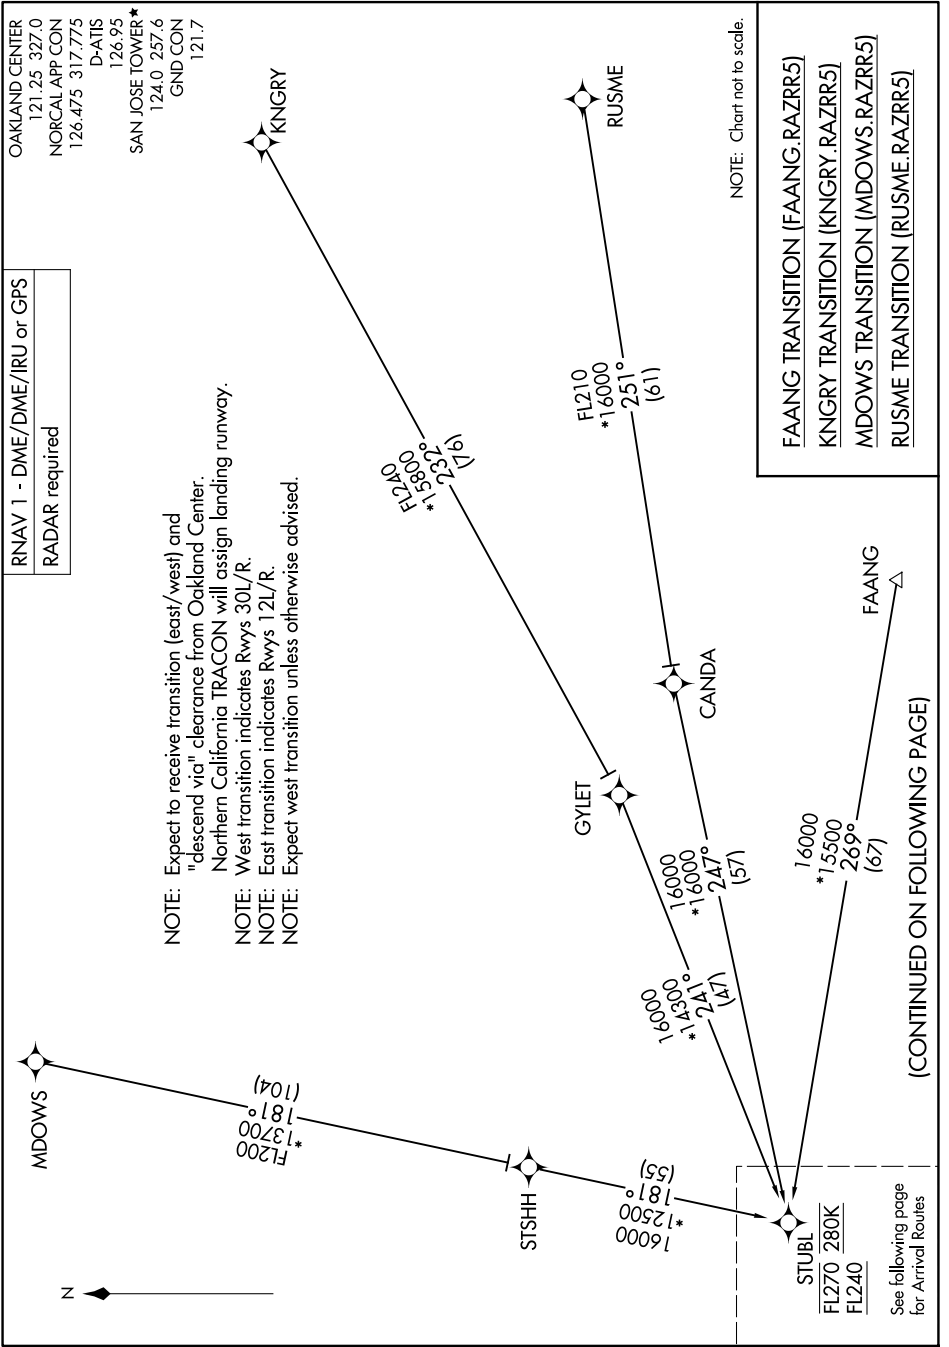 OAKLAND CENTER
121.25 327.0
NORCAL APP CON
126.475 317.775
D-ATIS
126.95
SAN JOSE TOWER★
124.0 257.6
GND CON
121.7
RNAV 1 - DME/DME/IRU or GPS
RADAR required
NOTE: Expect to receive transition (east/west) and
"descend via" clearance from Oakland Center.
Northern California TRACON will assign landing runway.
NOTE: West transition indicates Rwys 30L/R.
NOTE: East transition indicates Rwys 12L/R.
NOTE: Expect west transition unless otherwise advised.
N
MDOWS
FL200
*13700
181°
(104)
STSHH
16000
*12500
181°
(55)
KNGRY
FL240
*15800
232°
(76)
GYLET
16000
*14300
241°
(47)
RUSME
FL210
*16000
251°
(61)
CANDA
16000
*16000
247°
(57)
FAANG
16000
*15500
269°
(67)
STUBL
FL270 280K
FL240
See following page
for Arrival Routes
(CONTINUED ON FOLLOWING PAGE)
NOTE: Chart not to scale.
FAANG TRANSITION (FAANG.RAZRR5)
KNGRY TRANSITION (KNGRY.RAZRR5)
MDOWS TRANSITION (MDOWS.RAZRR5)
RUSME TRANSITION (RUSME.RAZRR5)